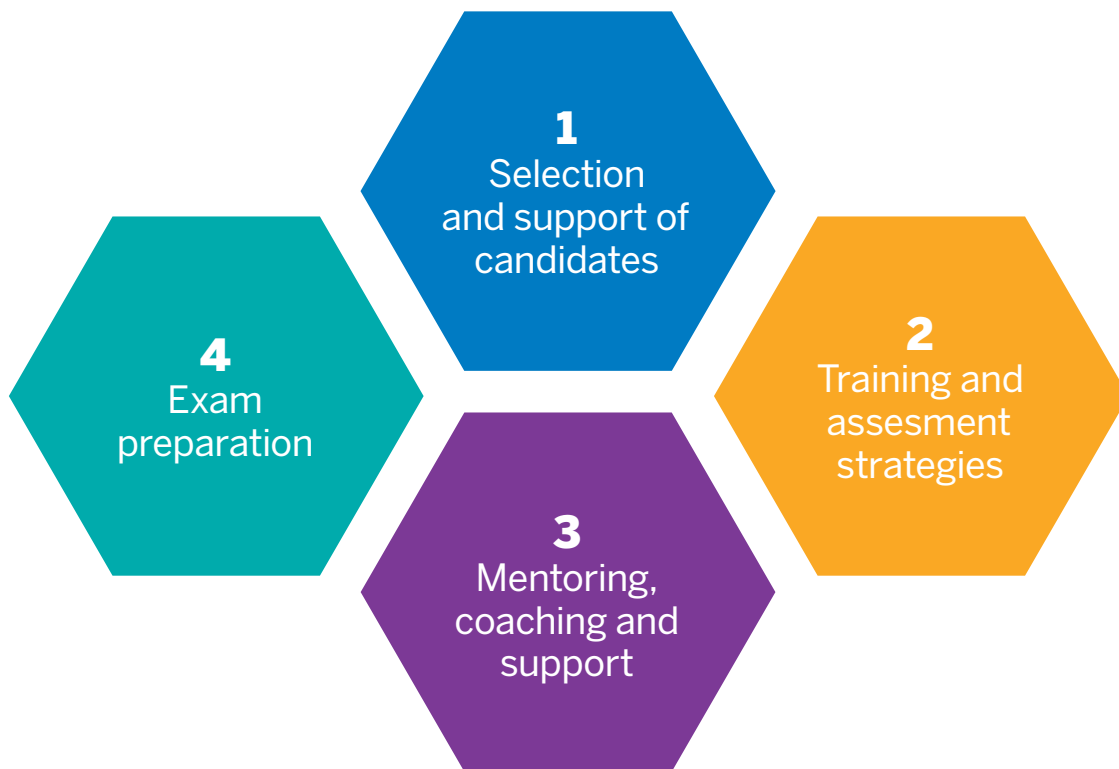 1
Selection
and support of
candidates
2
Training and
assesment
strategies
3
Mentoring,
coaching and
support
4
Exam
preparation